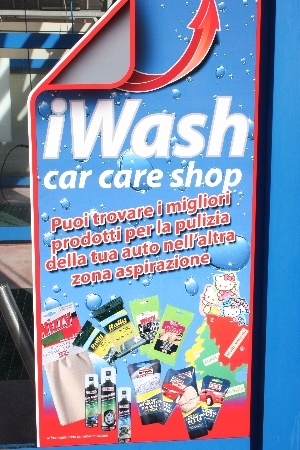 iWash
car care shop
Puoi trovare i migliori
prodotti per la pulizia
della tua auto nell'altra
zona aspirazione